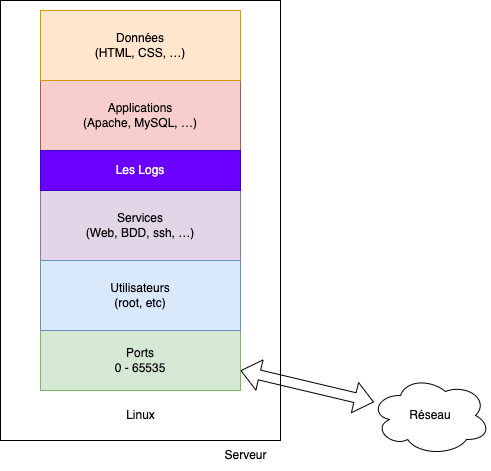 Données
(HTML, CSS, ...)
Applications
(Apache, MySQL, ...)
Les Logs
Services
(Web, BDD, ssh, ...)
Utilisateurs
(root, etc)
Ports
0 - 65535
Linux
Réseau
Serveur